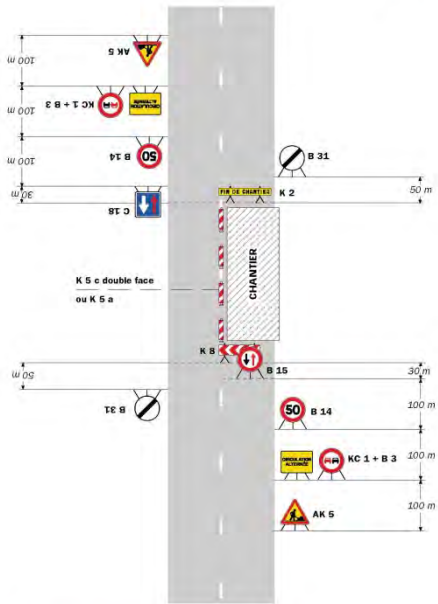 AK 5
100 m
KC 1 + B 3
CIRCULATION
ALTERNÉE
100 m
B 14
50
100 m
C 18
30 m
B 31
FIN DE CHANTIER
K 2
50 m
K 5 c double face
ou K 5 a
CHANTIER
K 8
B 15
30 m
50 m
B 31
100 m
50
B 14
CIRCULATION
ALTERNÉE
KC 1 + B 3
100 m
AK 5
100 m